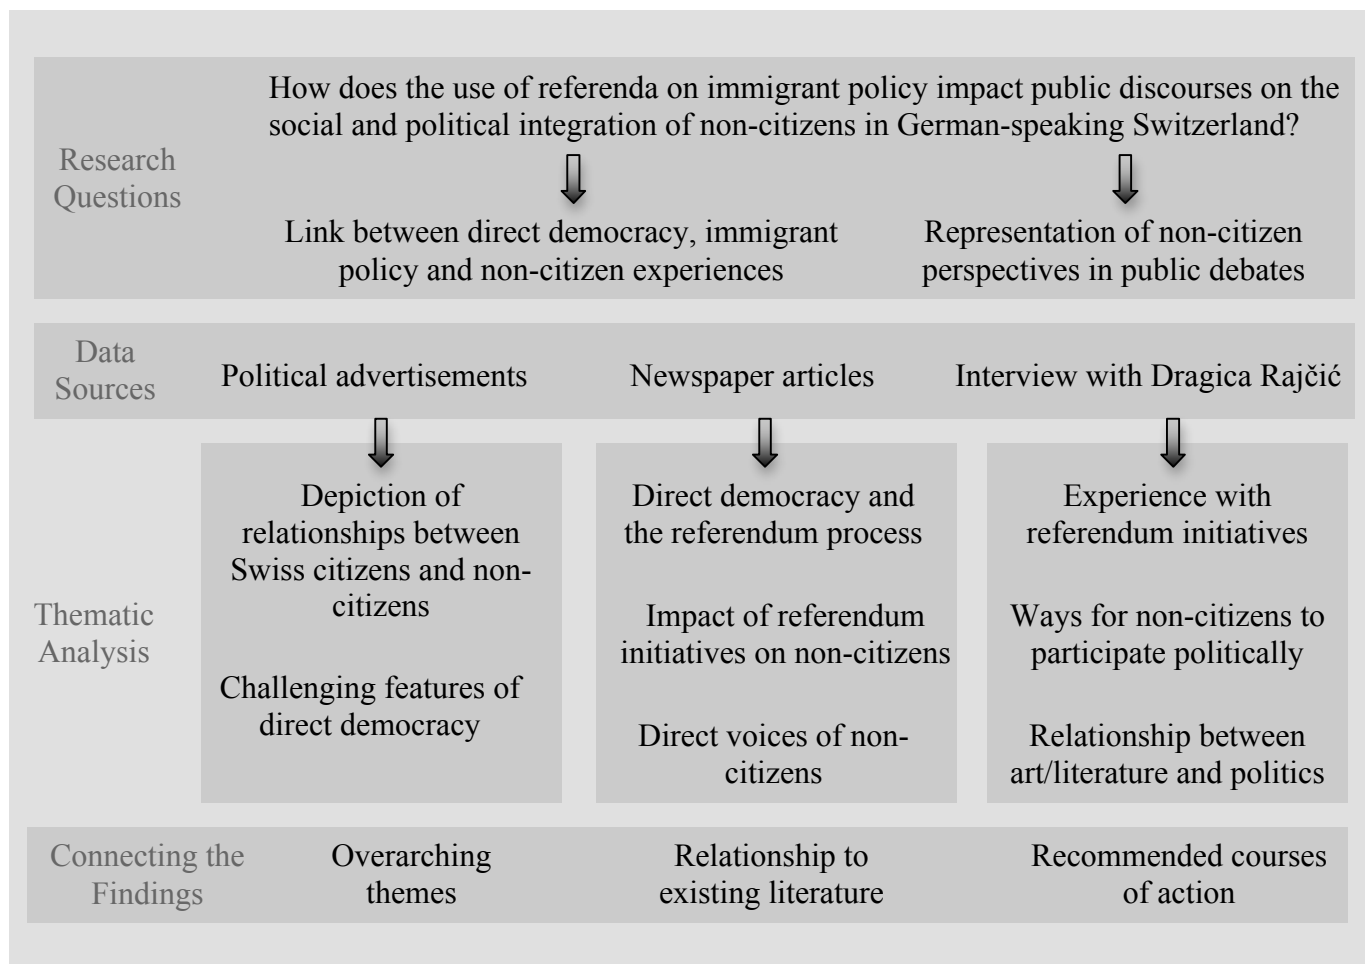 How does the use of referenda on immigrant policy impact public discourses on the
social and political integration of non-citizens in German-speaking Switzerland?
Research
Questions
Link between direct democracy, immigrant
policy and non-citizen experiences
Representation of non-citizen
perspectives in public debates
Data
Sources
Political advertisements
Newspaper articles
Interview with Dragica Rajčić
Thematic
Analysis
Depiction of
relationships between
Swiss citizens and non-
citizens
Challenging features of
direct democracy
Direct democracy and
the referendum process
Impact of referendum
initiatives on non-citizens
Direct voices of non-
citizens
Experience with
referendum initiatives
Ways for non-citizens to
participate politically
Relationship between
art/literature and politics
Connecting the
Findings
Overarching
themes
Relationship to
existing literature
Recommended courses
of action